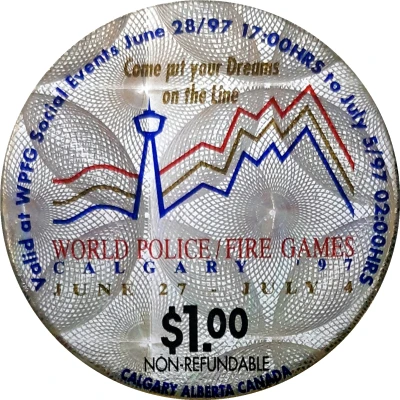 Valid at WPFG Social Events June 28/97 17:00HRS to July 5/97 02:00HRS
Come put your Dreams
on the Line
WORLD POLICE/FIRE GAMES
CALGARY '97
JUNE 27 - JULY 4
$1.00
NON-REFUNDABLE
CALGARY ALBERTA CANADA